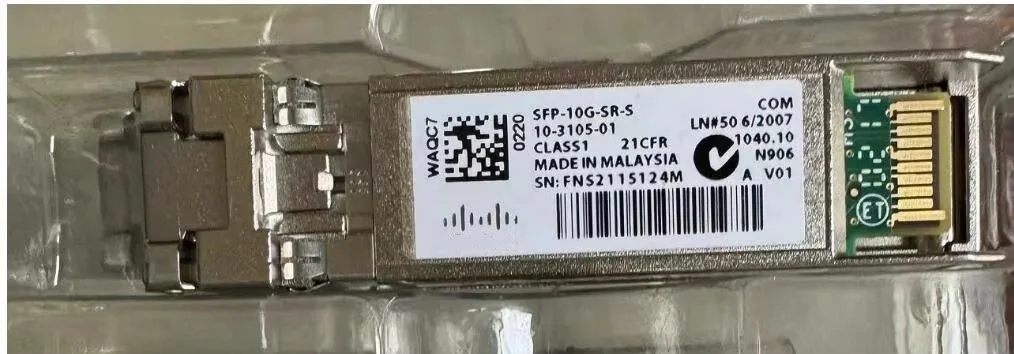 WAQC7
0220
SFP-10G-SR-S
10-3105-01
CLASS1 21CFR
MADE IN MALAYSIA
SN: FNS2115124M
COM
LN#50 6/2007
1040.10
N906
A V01
ET